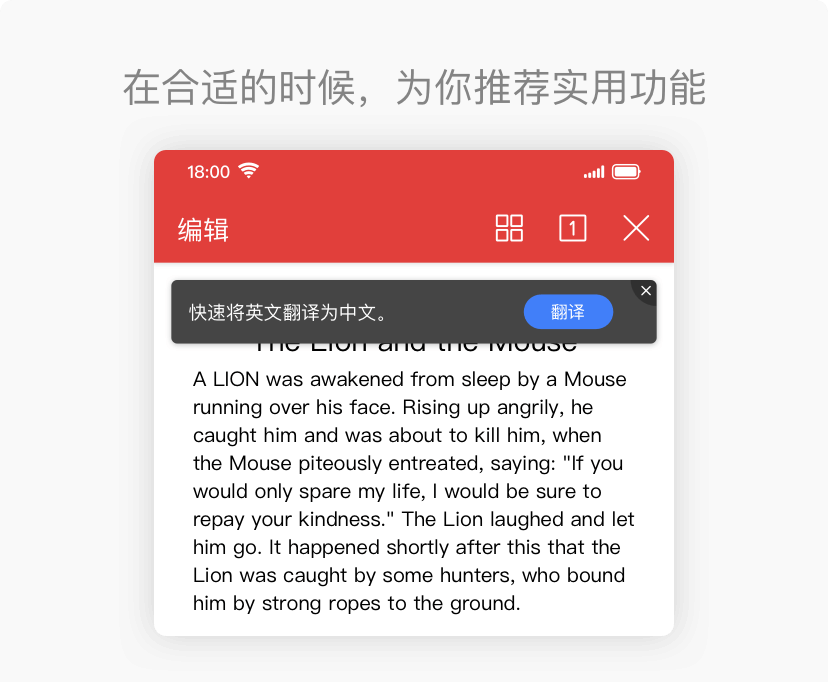 在合适的时候，为你推荐实用功能
18:00
编辑
1
快速将英文翻译为中文。
翻译
The Lion and the Mouse
A LION was awakened from sleep by a Mouse
running over his face. Rising up angrily, he
caught him and was about to kill him, when
the Mouse piteously entreated, saying: "If you
would only spare my life, I would be sure to
repay your kindness." The Lion laughed and let
him go. It happened shortly after this that the
Lion was caught by some hunters, who bound
him by strong ropes to the ground.